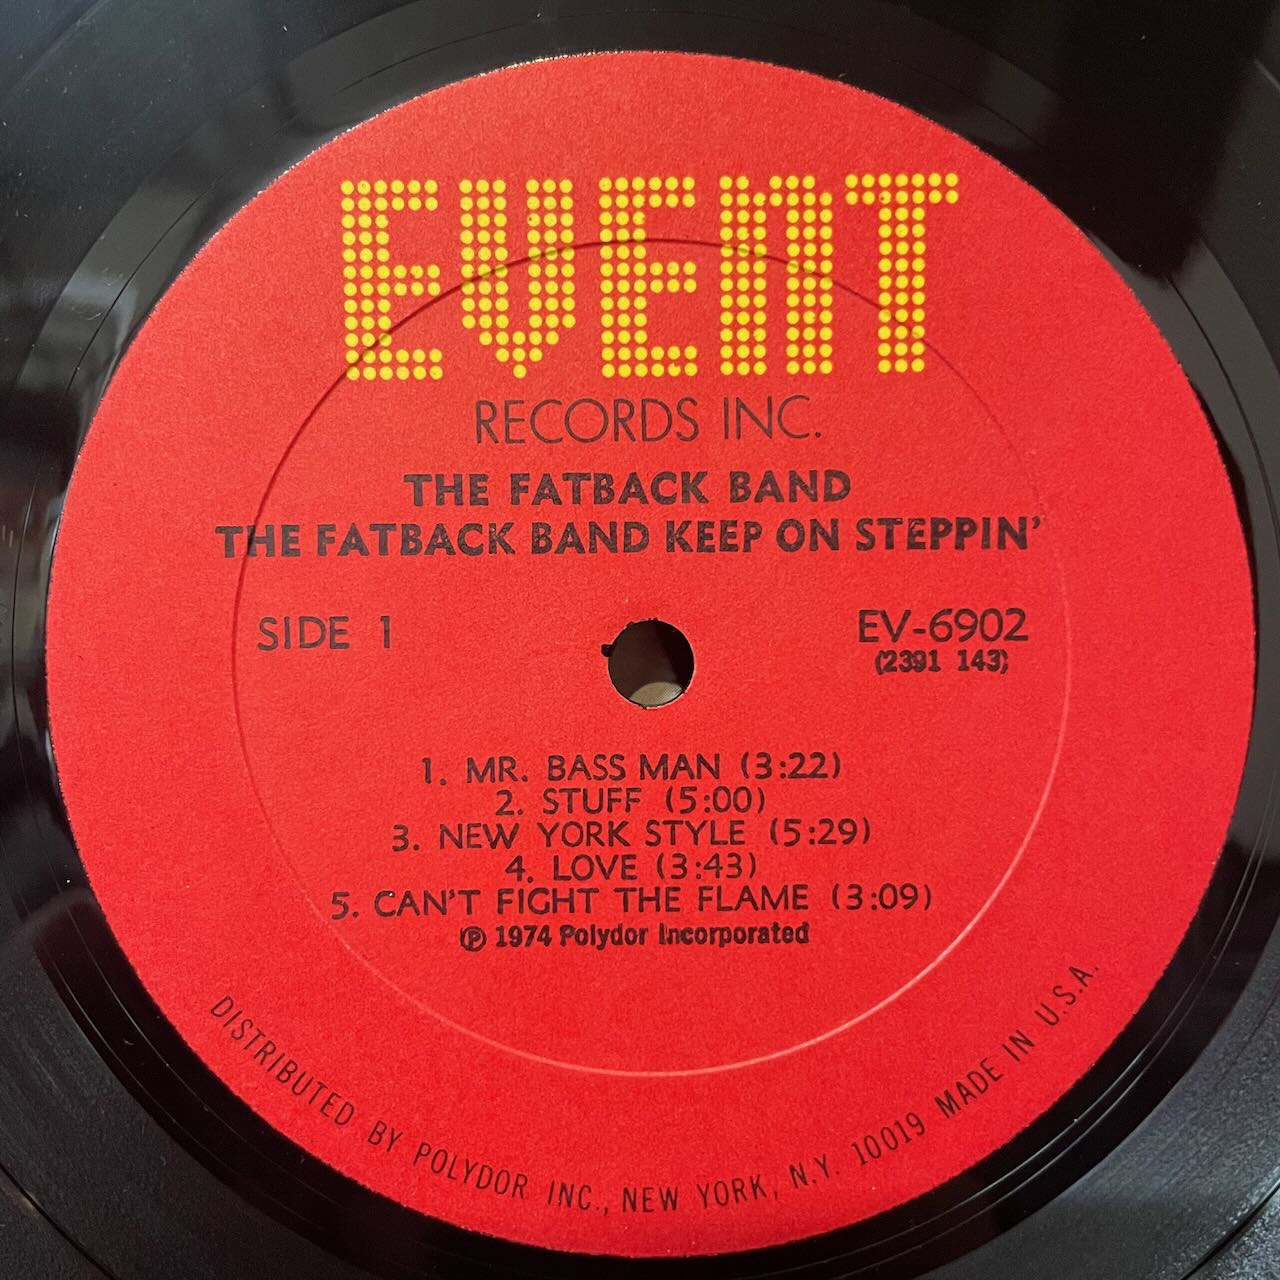 EVENT
RECORDS INC.
THE FATBACK BAND
THE FATBACK BAND KEEP ON STEPPIN'
SIDE 1
EV-6902
(2391 143)
1. MR. BASS MAN (3:22)
2. STUFF (5:00)
3. NEW YORK STYLE (5:29)
4. LOVE (3:43)
5. CAN'T FIGHT THE FLAME (3:09)
℗ 1974 Polydor Incorporated
DISTRIBUTED BY POLYDOR INC., NEW YORK, N.Y. 10019 MADE IN U.S.A.